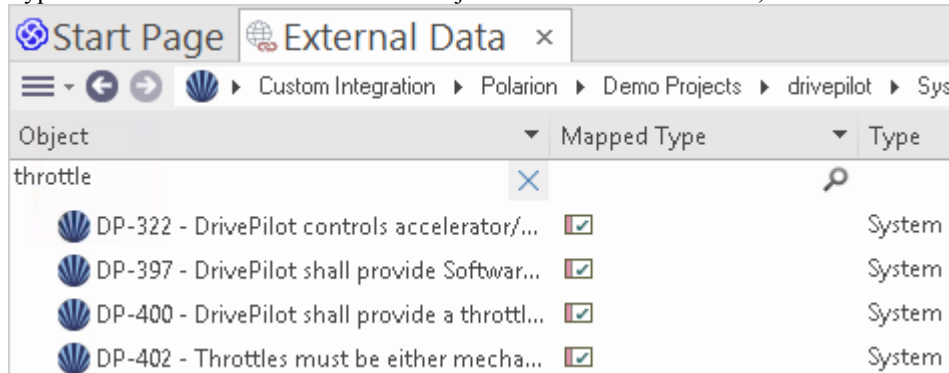 Start Page External Data ×
Custom Integration Polarion Demo Projects drivepilot Sys
Object Mapped Type Type
throttle
DP-322 - DrivePilot controls accelerator/... System
DP-397 - DrivePilot shall provide Softwar... System
DP-400 - DrivePilot shall provide a throttl... System
DP-402 - Throttles must be either mecha... System